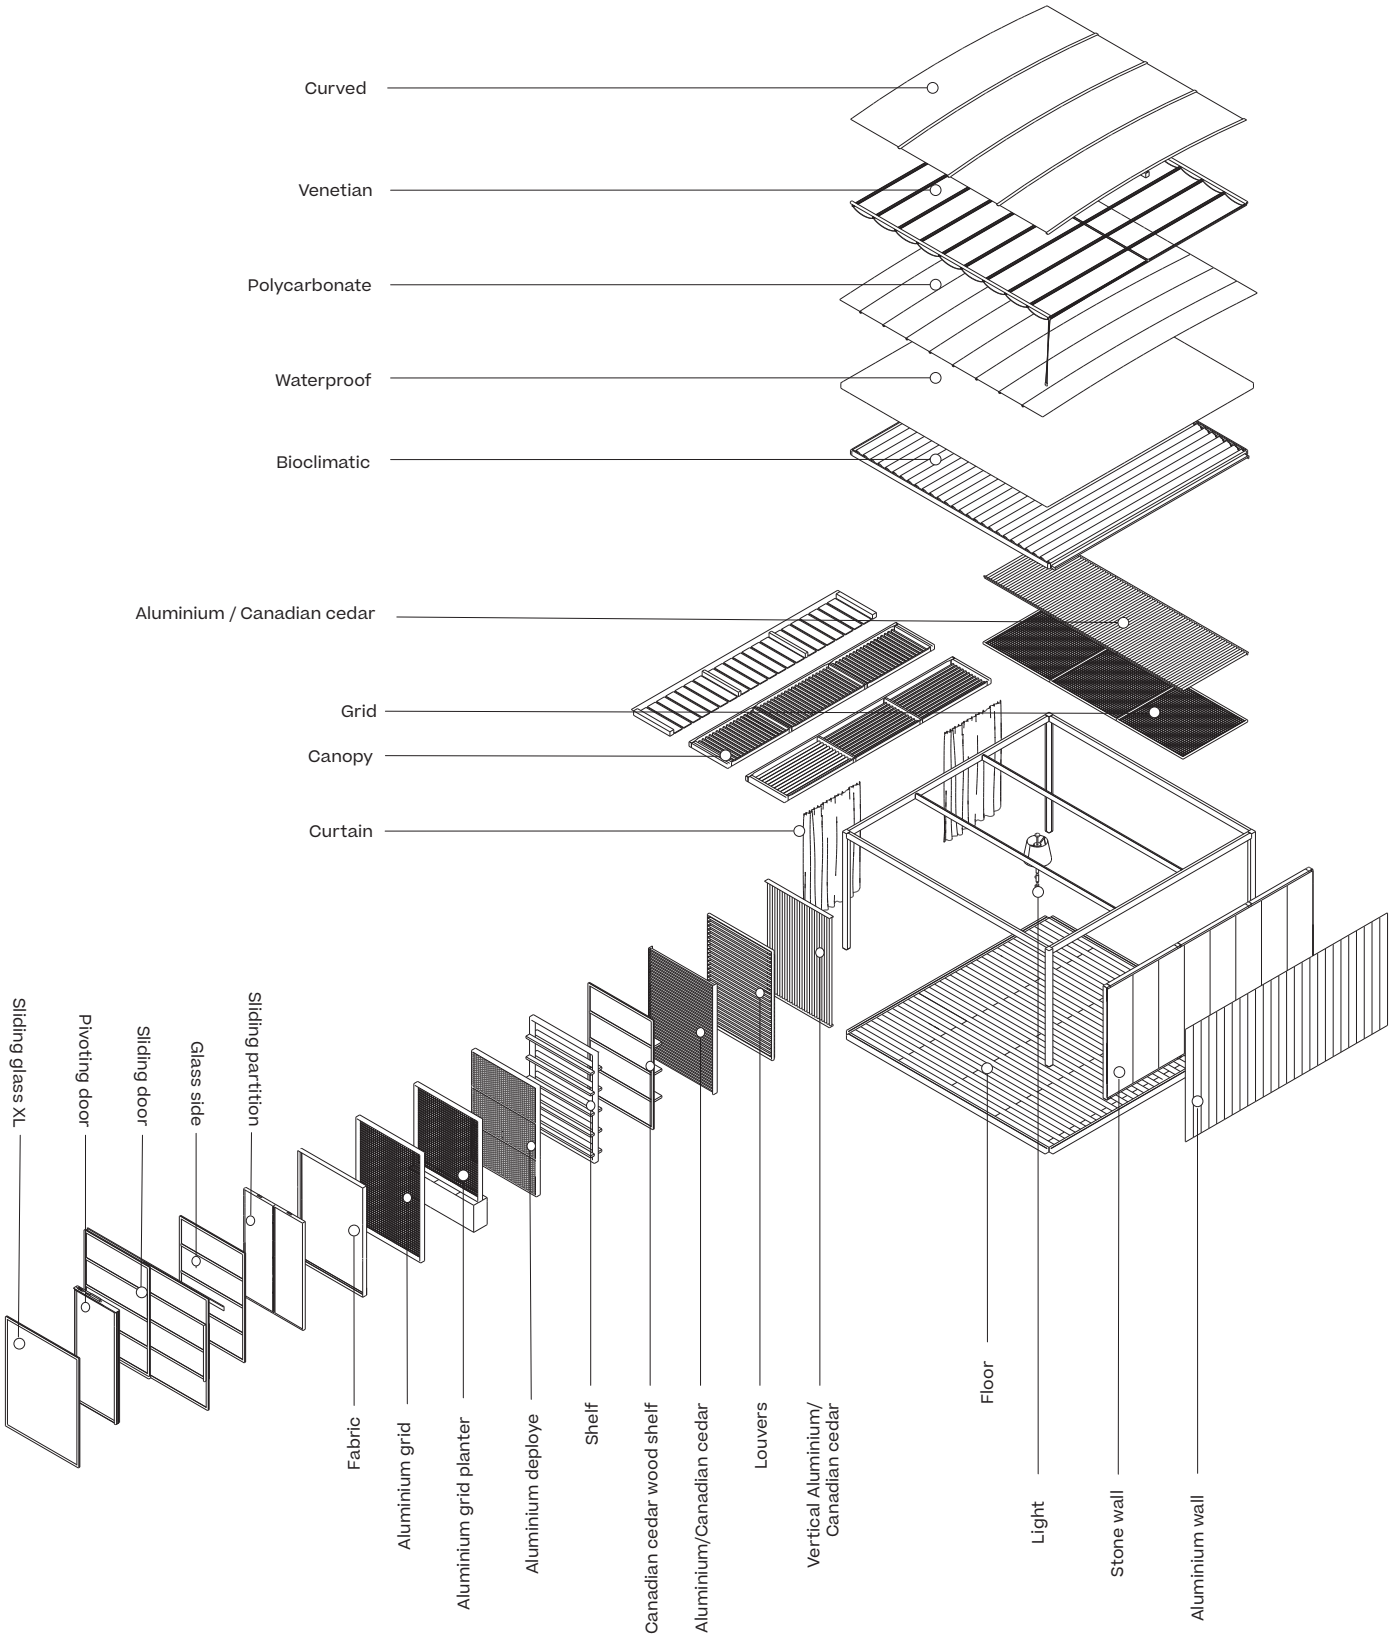 Curved
Venetian
Polycarbonate
Waterproof
Bioclimatic
Aluminium / Canadian cedar
Grid
Canopy
Curtain
Sliding glass XL
Pivoting door
Sliding door
Glass side
Sliding partition
Fabric
Aluminium grid
Aluminium grid planter
Aluminium deploye
Shelf
Canadian cedar wood shelf
Aluminium/Canadian cedar
Louvers
Vertical Aluminium/
Canadian cedar
Floor
Light
Stone wall
Aluminium wall